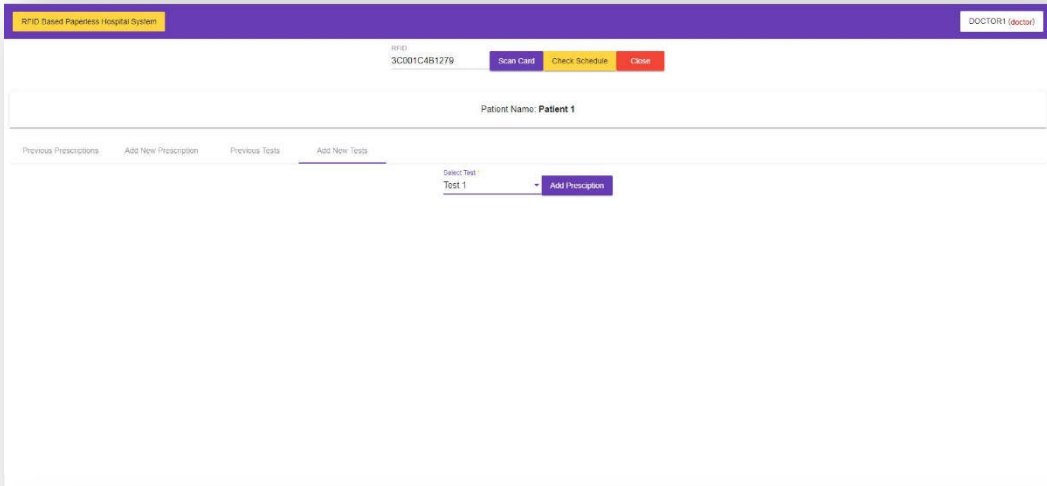 RFID Based Paperless Hospital System
DOCTOR1 (doctor)
RFID
3C001C4B1279
Scan Card
Check Schedule
Close
Patient Name: Patient 1
Previous Prescriptions
Add New Prescription
Previous Tests
Add New Tests
Select Test *
Test 1
Add Presciption